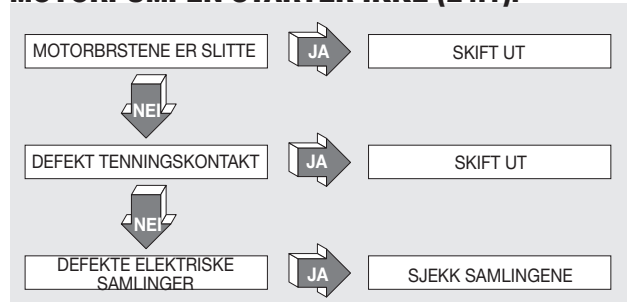 MOTORBRSTENE ER SLITTE
JA
SKIFT UT
NEI
DEFEKT TENNINGSKONTAKT
JA
SKIFT UT
NEI
DEFEKTE ELEKTRISKE
SAMLINGER
JA
SJEKK SAMLINGENE